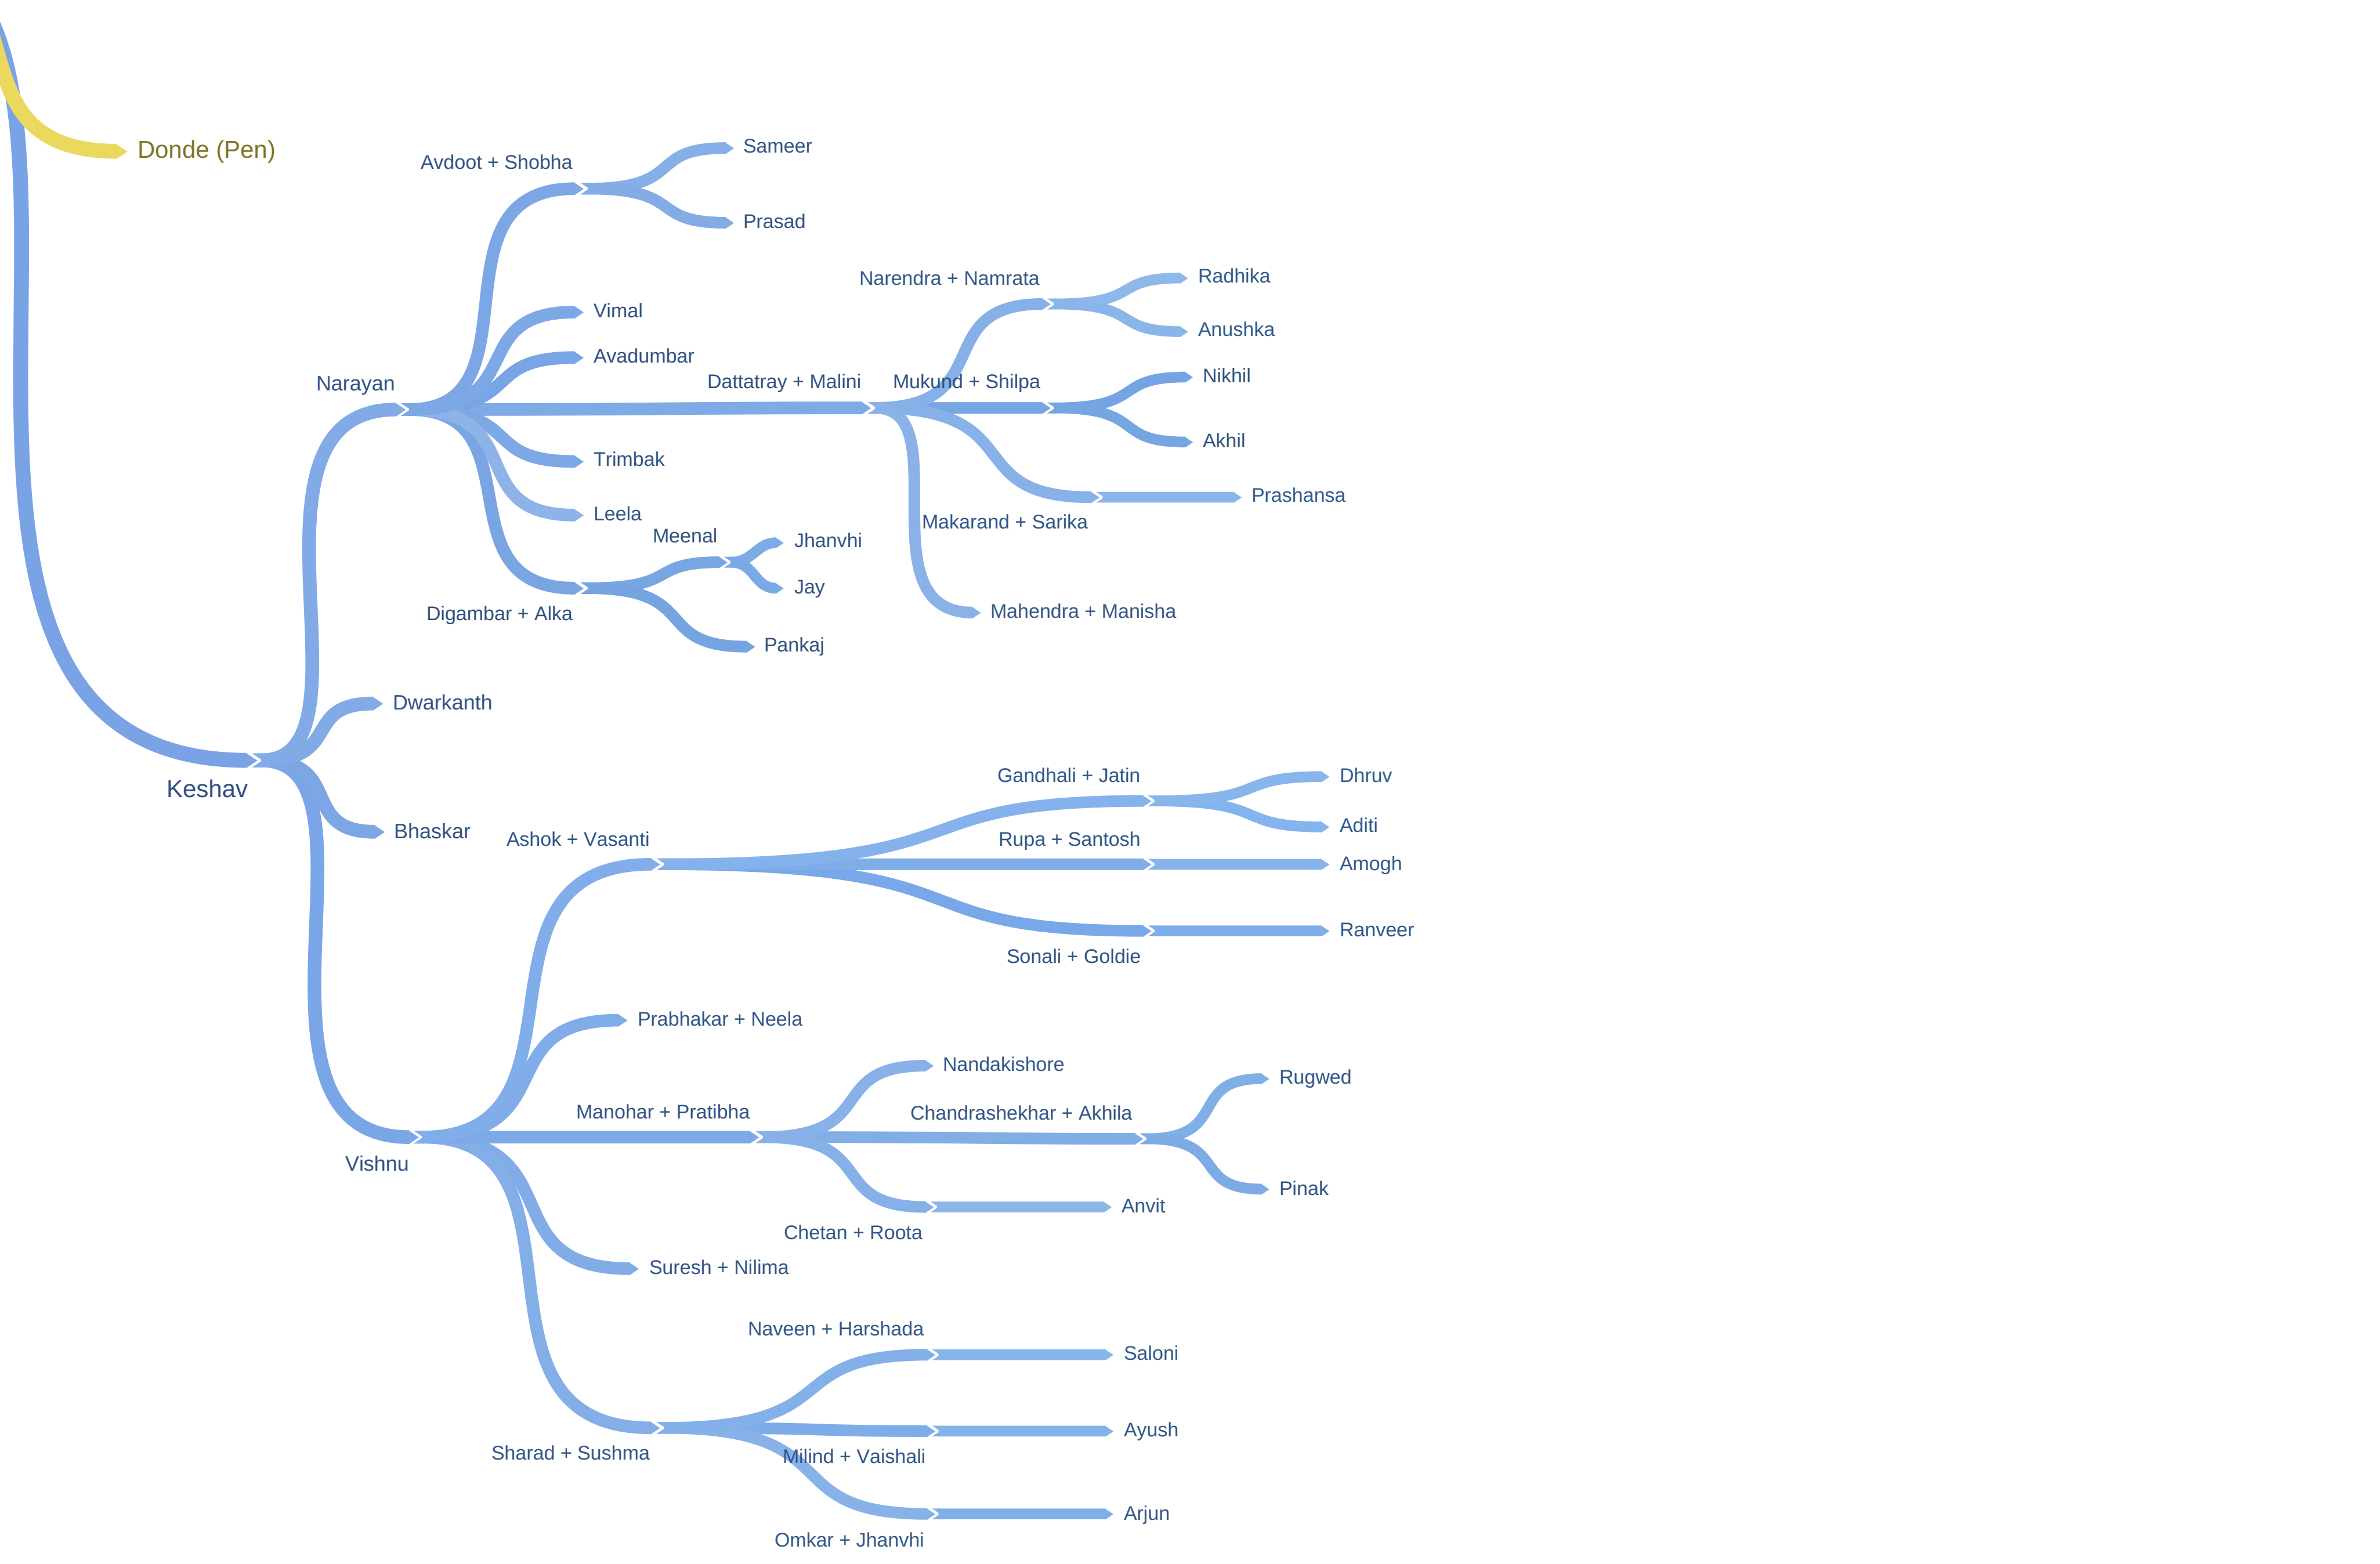 Donde (Pen)
Sameer
Avdoot + Shobha
Prasad
Narendra + Namrata
Radhika
Vimal
Anushka
Avadumbar
Narayan
Dattatray + Malini
Mukund + Shilpa
Nikhil
Akhil
Trimbak
Prashansa
Leela
Makarand + Sarika
Meenal
Jhanvhi
Jay
Digambar + Alka
Mahendra + Manisha
Pankaj
Dwarkanth
Keshav
Gandhali + Jatin
Dhruv
Bhaskar
Aditi
Ashok + Vasanti
Rupa + Santosh
Amogh
Ranveer
Sonali + Goldie
Prabhakar + Neela
Nandakishore
Rugwed
Manohar + Pratibha
Chandrashekhar + Akhila
Vishnu
Pinak
Anvit
Chetan + Roota
Suresh + Nilima
Naveen + Harshada
Saloni
Ayush
Sharad + Sushma
Milind + Vaishali
Arjun
Omkar + Jhanvhi